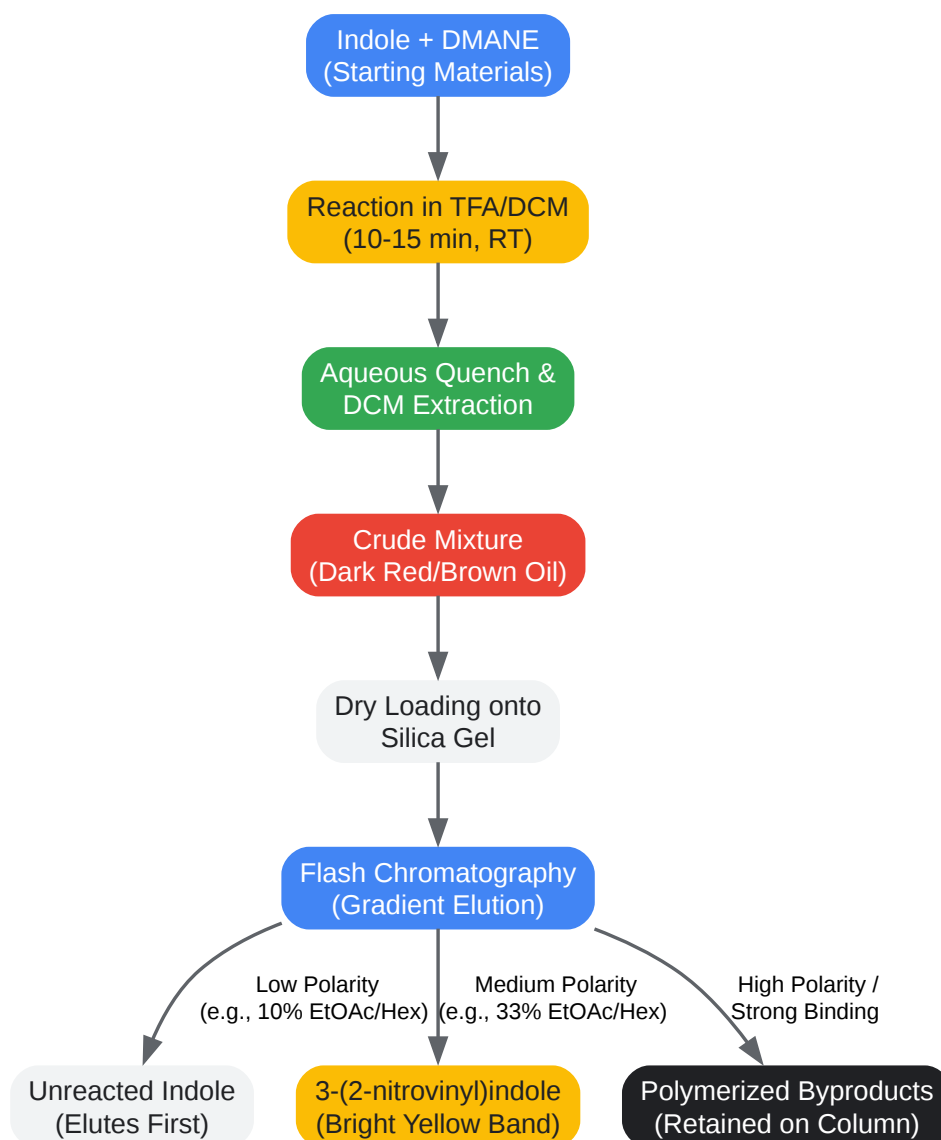 Indole + DMANE
(Starting Materials)
Reaction in TFA/DCM
(10-15 min, RT)
Aqueous Quench &
DCM Extraction
Crude Mixture
(Dark Red/Brown Oil)
Dry Loading onto
Silica Gel
Flash Chromatography
(Gradient Elution)
Low Polarity
(e.g., 10% EtOAc/Hex)
Medium Polarity
(e.g., 33% EtOAc/Hex)
High Polarity /
Strong Binding
Unreacted Indole
(Elutes First)
3-(2-nitrovinyl)indole
(Bright Yellow Band)
Polymerized Byproducts
(Retained on Column)